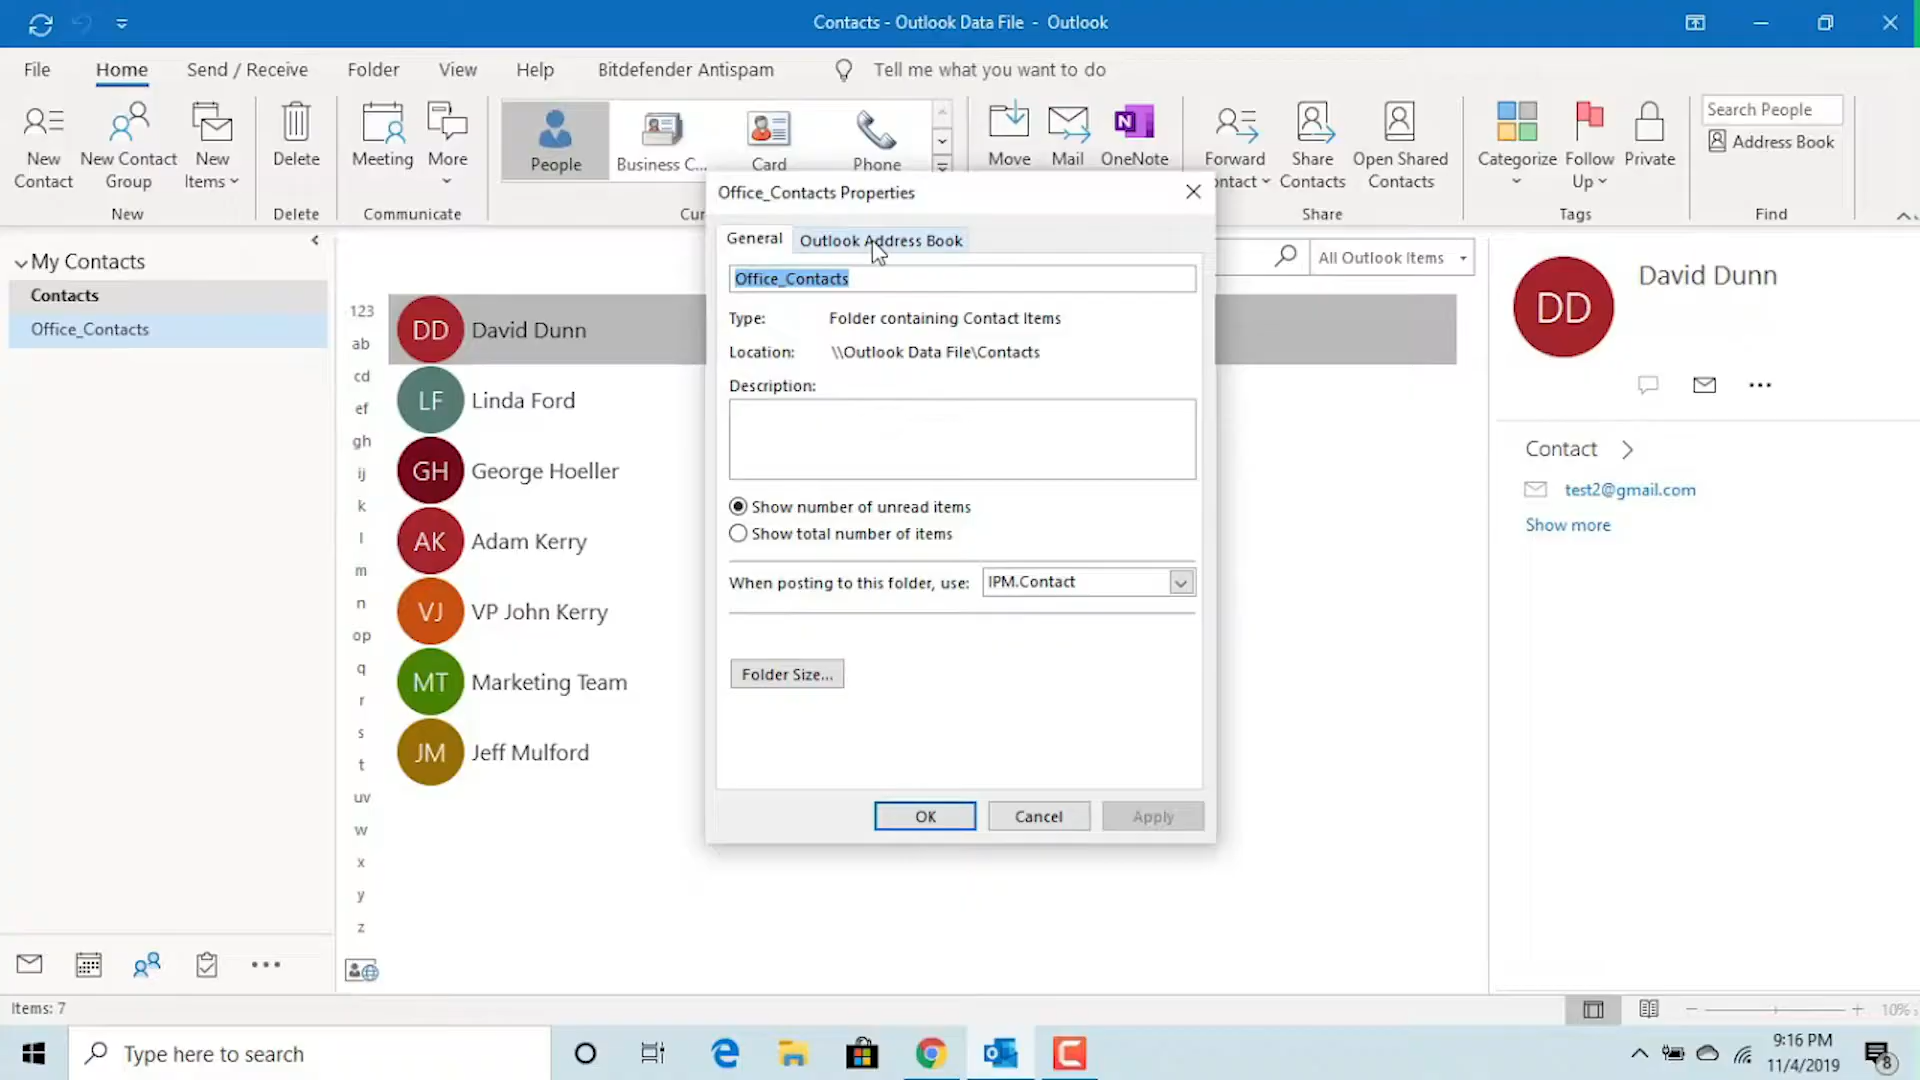 Contacts - Outlook Data File - Outlook
File Home Send / Receive Folder View Help Bitdefender Antispam Tell me what you want to do
New Contact
New Contact Group
New Items
Delete
Meeting
More
People
Business C...
Card
Phone
Move
Mail
OneNote
Forward
ontact
Share Contacts
Open Shared Contacts
Categorize
Follow Up
Private
Search People
Address Book
New Delete Communicate Cur Share Tags Find
Office_Contacts Properties
General Outlook Address Book
Office_Contacts
Type: Folder containing Contact Items
Location: \\Outlook Data File\Contacts
Description:
Show number of unread items
Show total number of items
When posting to this folder, use: IPM.Contact
Folder Size...
OK Cancel Apply
My Contacts
Contacts
Office_Contacts
123
ab
cd
ef
gh
ij
k
l
m
n
op
q
r
s
t
uv
w
x
y
z
DD David Dunn
LF Linda Ford
GH George Hoeller
AK Adam Kerry
VJ VP John Kerry
MT Marketing Team
JM Jeff Mulford
All Outlook Items
DD David Dunn
Contact
test2@gmail.com
Show more
Items: 7
Type here to search
9:16 PM
11/4/2019
8